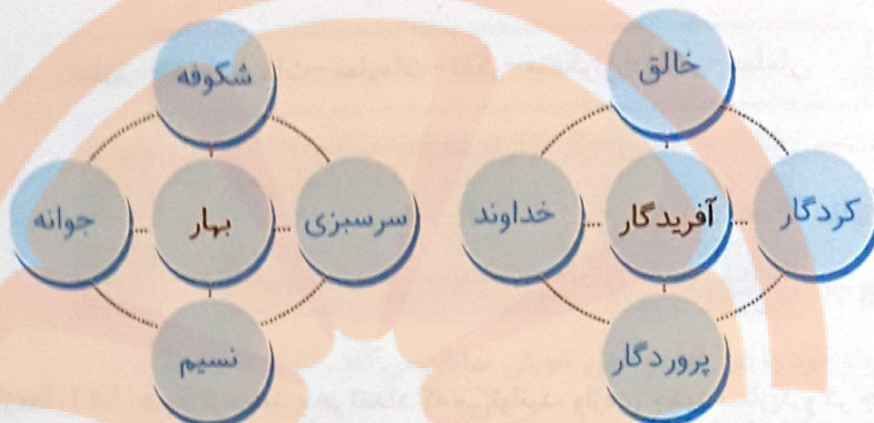 خالق
کردگار
آفریدگار
خداوند
پروردگار
شکوفه
سرسبزی
بهار
جوانه
نسیم